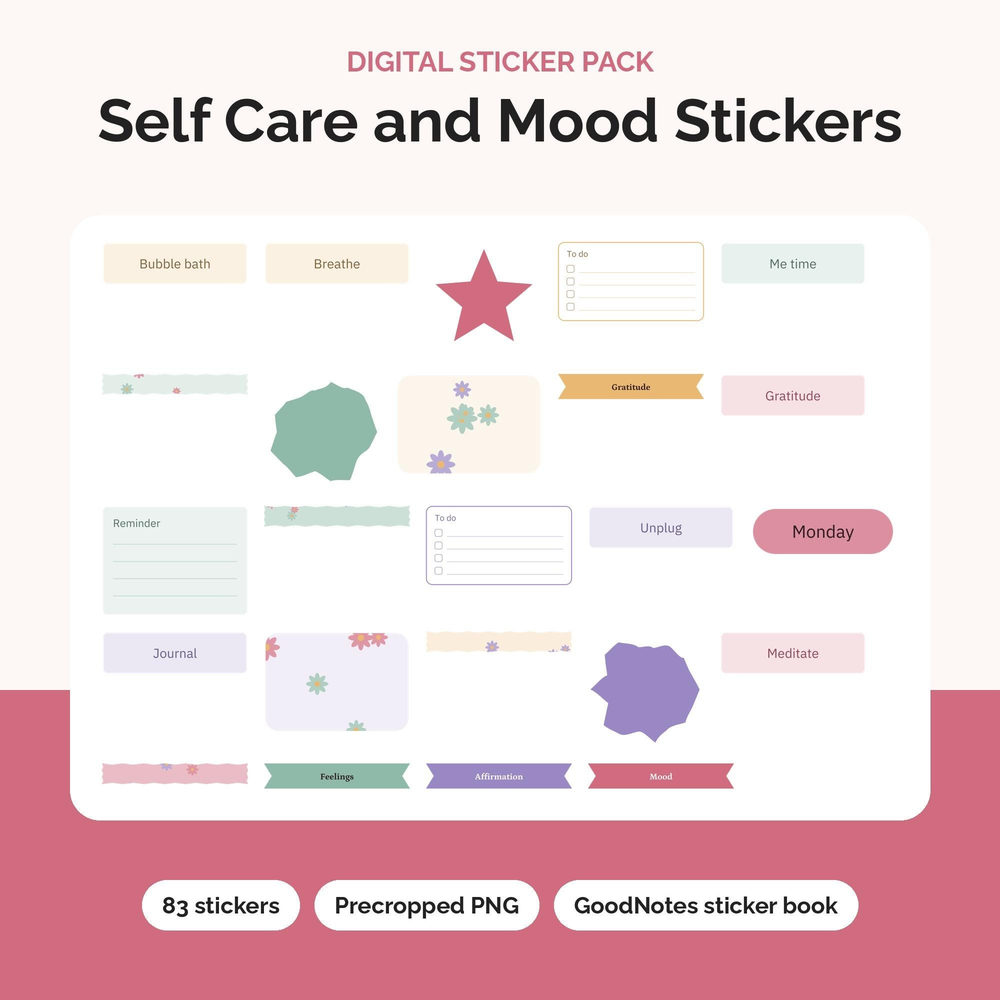 DIGITAL STICKER PACK
Self Care and Mood Stickers
Bubble bath
Breathe
To do
Me time
Gratitude
Gratitude
Reminder
To do
Unplug
Monday
Journal
Meditate
Feelings
Affirmation
Mood
83 stickers
Precropped PNG
GoodNotes sticker book